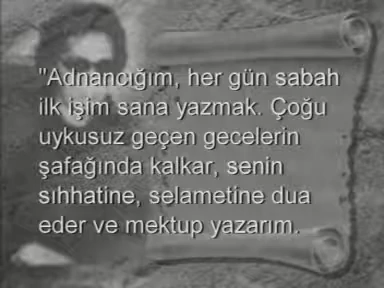 "Adnancığım, her gün sabah
ilk işim sana yazmak. Çoğu
uykusuz geçen gecelerin
şafağında kalkar, senin
sıhhatine, selametine dua
eder ve mektup yazarım.